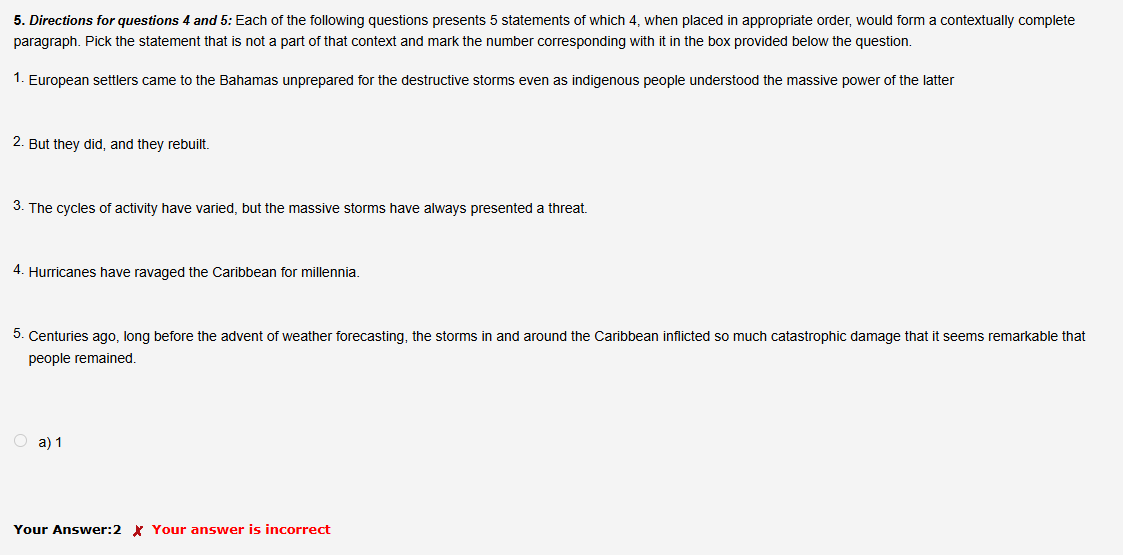 5. Directions for questions 4 and 5: Each of the following questions presents 5 statements of which 4, when placed in appropriate order, would form a contextually complete
paragraph. Pick the statement that is not a part of that context and mark the number corresponding with it in the box provided below the question.
1. European settlers came to the Bahamas unprepared for the destructive storms even as indigenous people understood the massive power of the latter
2. But they did, and they rebuilt.
3. The cycles of activity have varied, but the massive storms have always presented a threat.
4. Hurricanes have ravaged the Caribbean for millennia.
5. Centuries ago, long before the advent of weather forecasting, the storms in and around the Caribbean inflicted so much catastrophic damage that it seems remarkable that
people remained.
a) 1
Your Answer:2 ✘ Your answer is incorrect